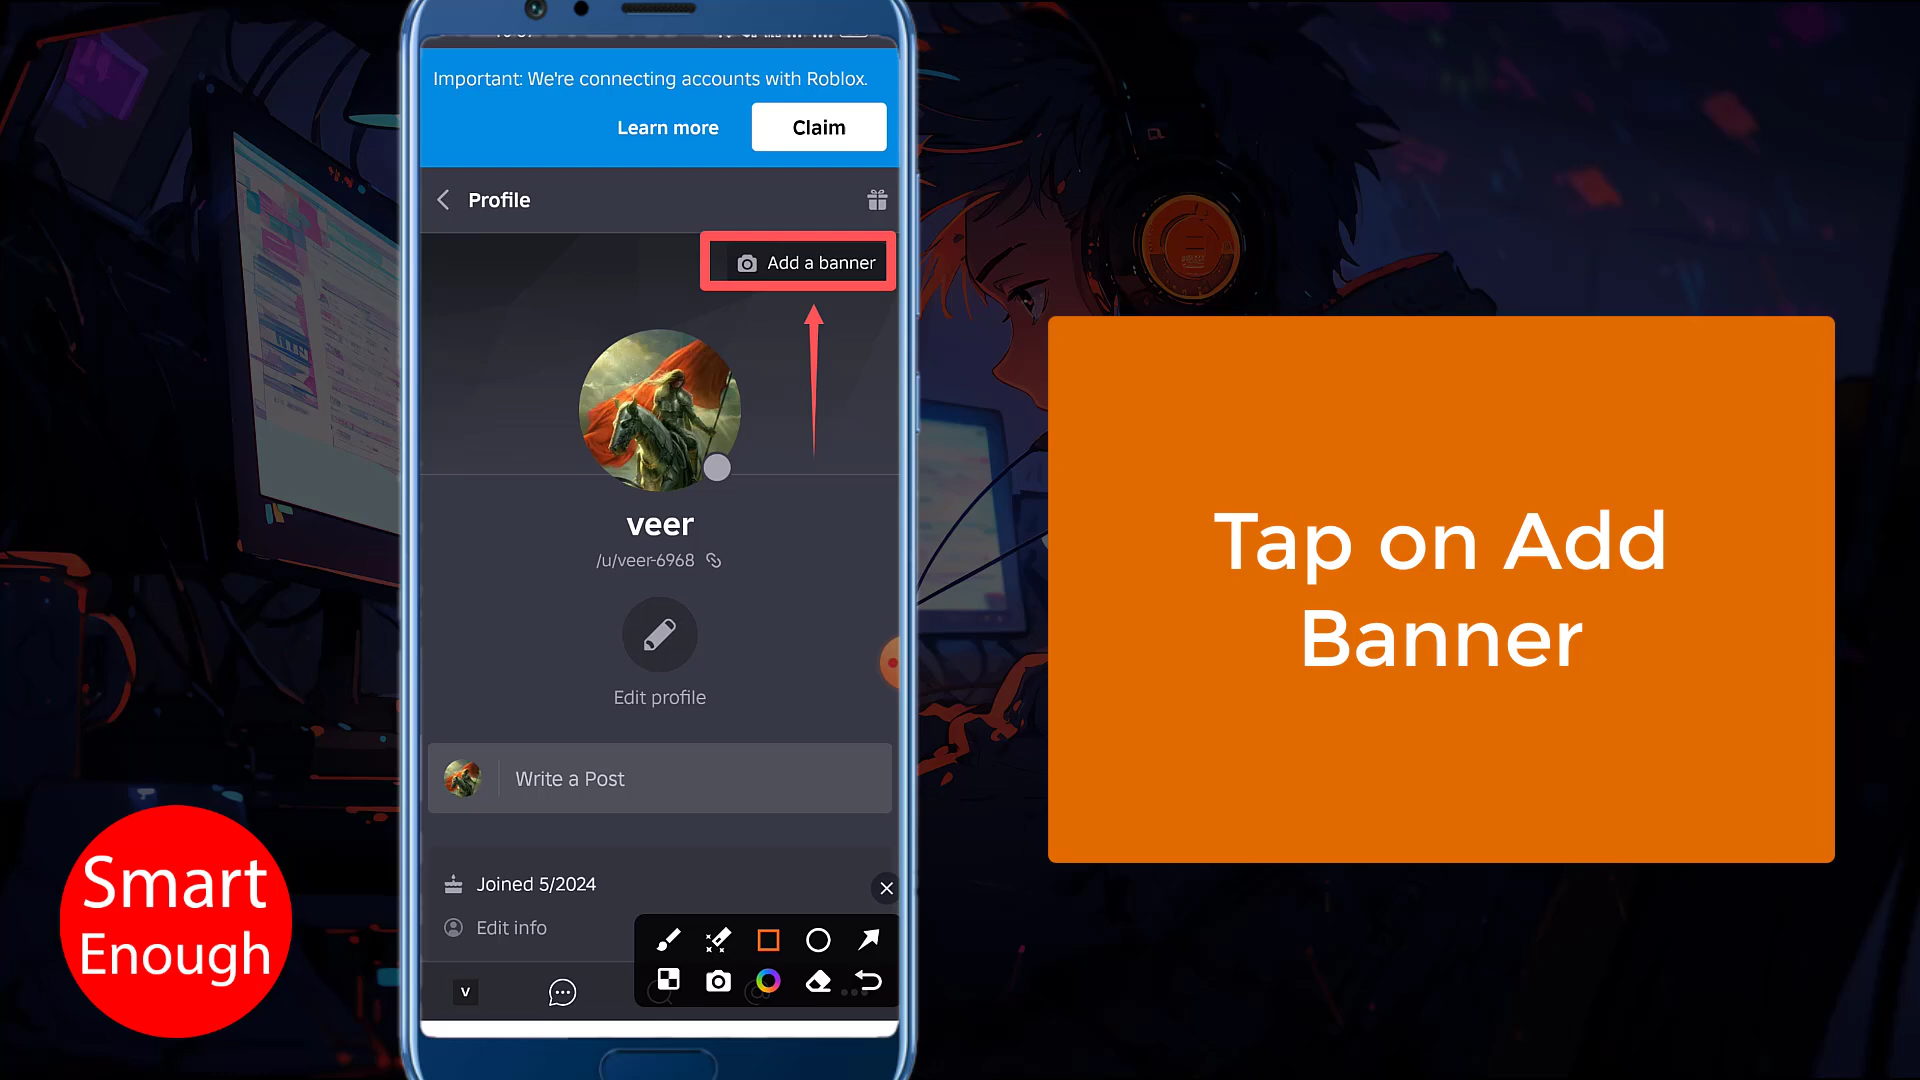 Important: We're connecting accounts with Roblox.
Learn more
Claim
Profile
Add a banner
veer
/u/veer-6968
Edit profile
Write a Post
Joined 5/2024
Edit info
v
Tap on Add
Banner
Smart
Enough